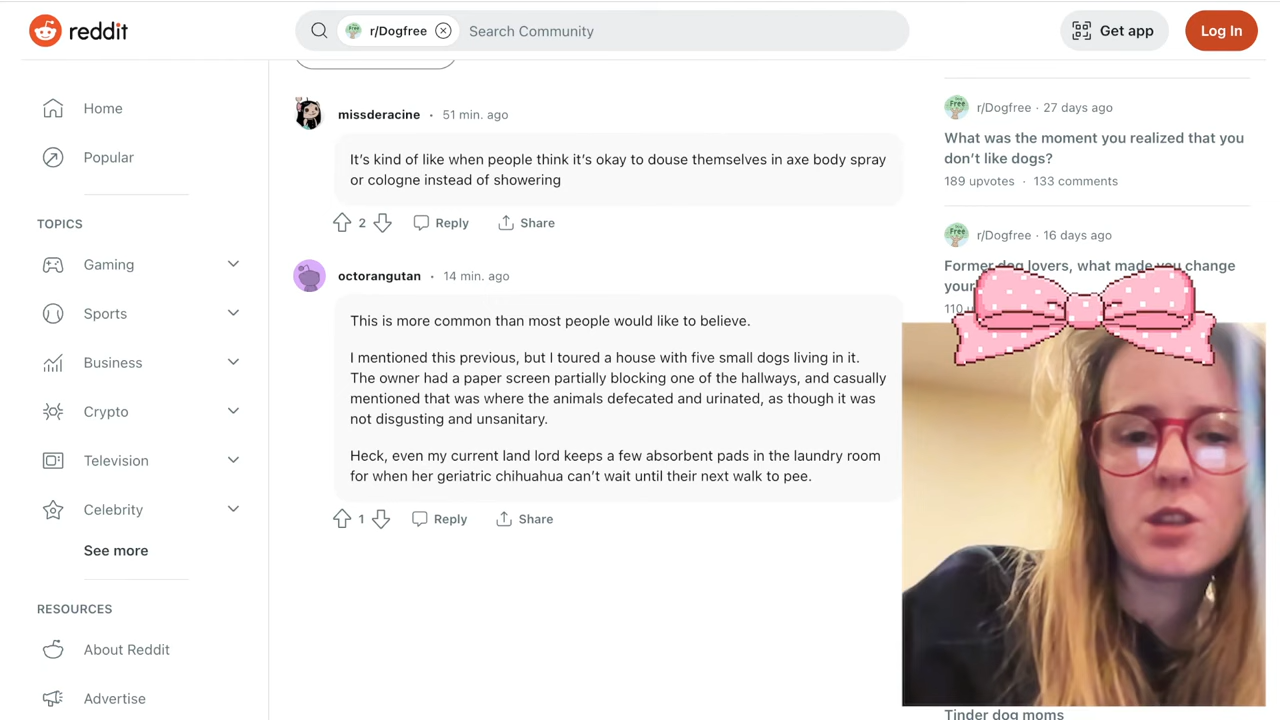 reddit
r/Dogfree
Search Community
Get app
Log In
Home
Popular
TOPICS
Gaming
Sports
Business
Crypto
Television
Celebrity
See more
RESOURCES
About Reddit
Advertise
missderacine • 51 min. ago
It’s kind of like when people think it’s okay to douse themselves in axe body spray
or cologne instead of showering
2 Reply Share
octorangutan • 14 min. ago
This is more common than most people would like to believe.
I mentioned this previous, but I toured a house with five small dogs living in it.
The owner had a paper screen partially blocking one of the hallways, and casually
mentioned that was where the animals defecated and urinated, as though it was
not disgusting and unsanitary.
Heck, even my current land lord keeps a few absorbent pads in the laundry room
for when her geriatric chihuahua can’t wait until their next walk to pee.
1 Reply Share
r/Dogfree · 27 days ago
What was the moment you realized that you
don’t like dogs?
189 upvotes · 133 comments
r/Dogfree · 16 days ago
Former dog lovers, what made you change
your
110
Tinder dog moms